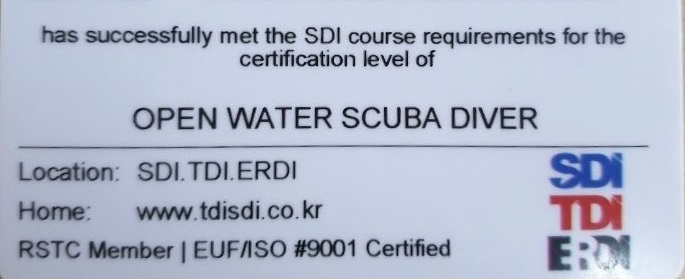 has successfully met the SDI course requirements for the
certification level of
OPEN WATER SCUBA DIVER
Location: SDI.TDI.ERDI
Home: www.tdisdi.co.kr
RSTC Member | EUF/ISO #9001 Certified
SDI
TDI
ERDI